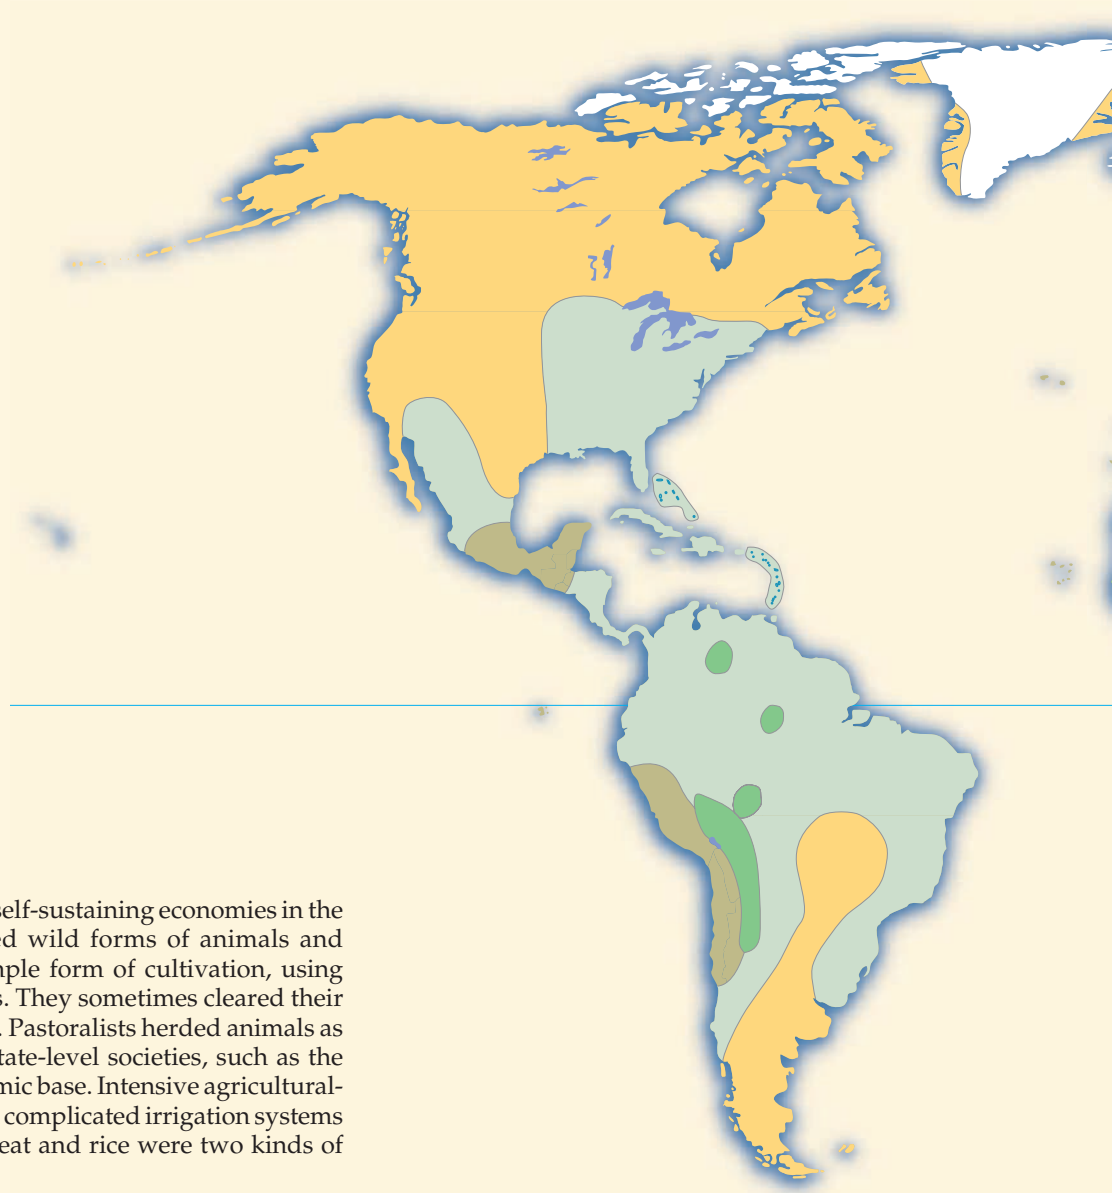 self-sustaining economies in the
ed wild forms of animals and
mple form of cultivation, using
s. They sometimes cleared their
. Pastoralists herded animals as
tate-level societies, such as the
mic base. Intensive agricultural-
complicated irrigation systems
eat and rice were two kinds of